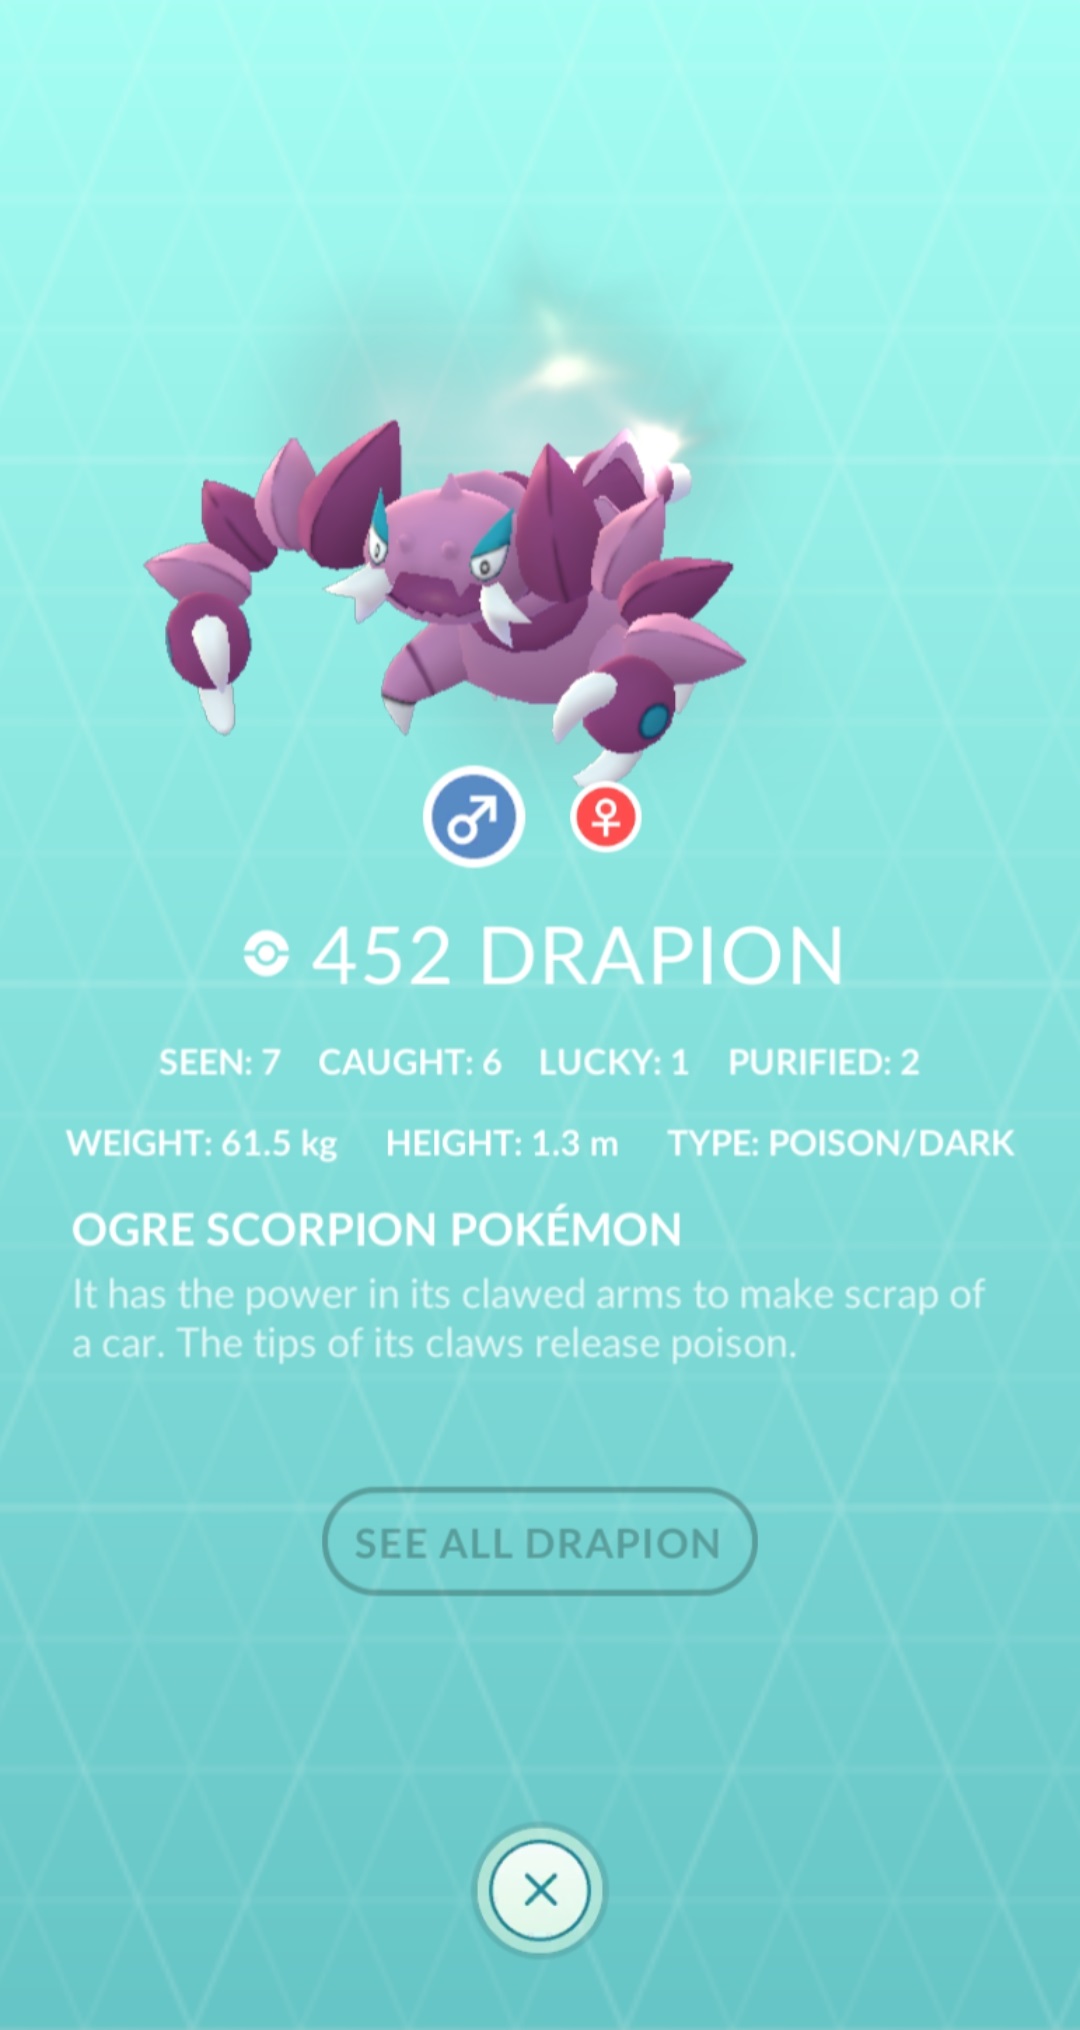 452 DRAPION
SEEN: 7 CAUGHT: 6 LUCKY: 1 PURIFIED: 2
WEIGHT: 61.5 kg HEIGHT: 1.3 m TYPE: POISON/DARK
OGRE SCORPION POKÉMON
It has the power in its clawed arms to make scrap of
a car. The tips of its claws release poison.
SEE ALL DRAPION